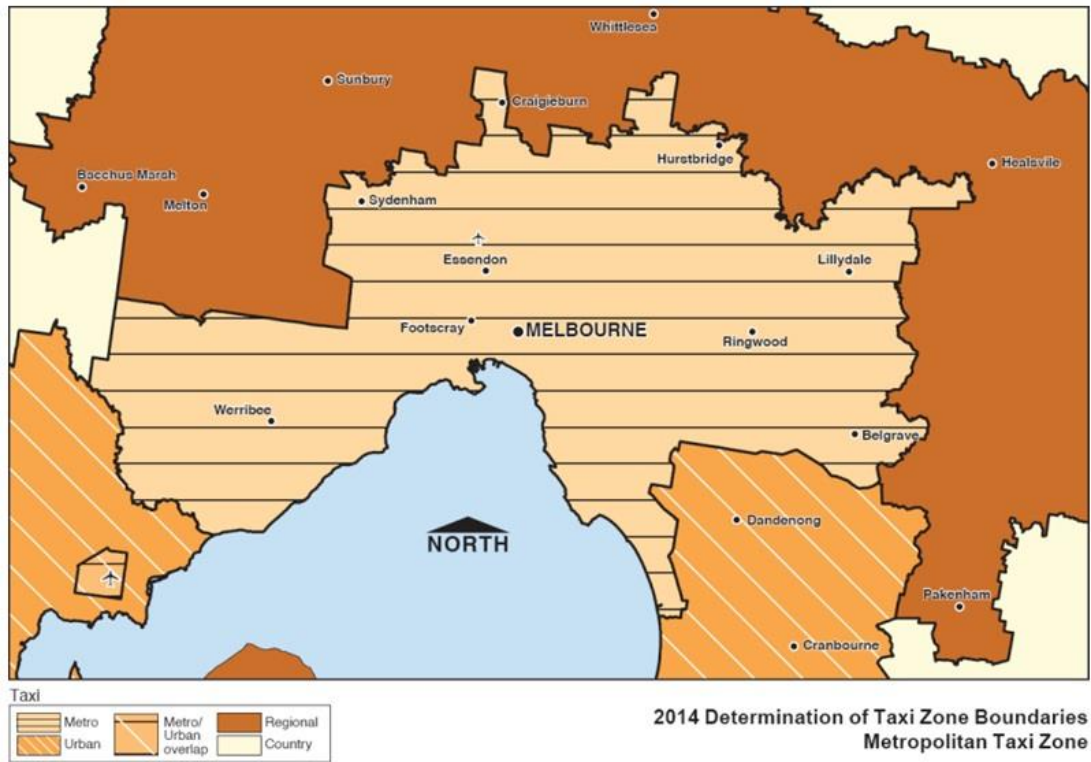 Whittlesea
Sunbury
Craigieburn
Hurstbridge
Healsvile
Bacchus Marsh
Melton
Sydenham
Essendon
Lillydale
Footscray
MELBOURNE
Ringwood
Werribee
Belgrave
Dandenong
NORTH
Pakenham
Cranbourne
Taxi
Metro
Metro/
Urban
overlap
Regional
Urban
Country
2014 Determination of Taxi Zone Boundaries
Metropolitan Taxi Zone